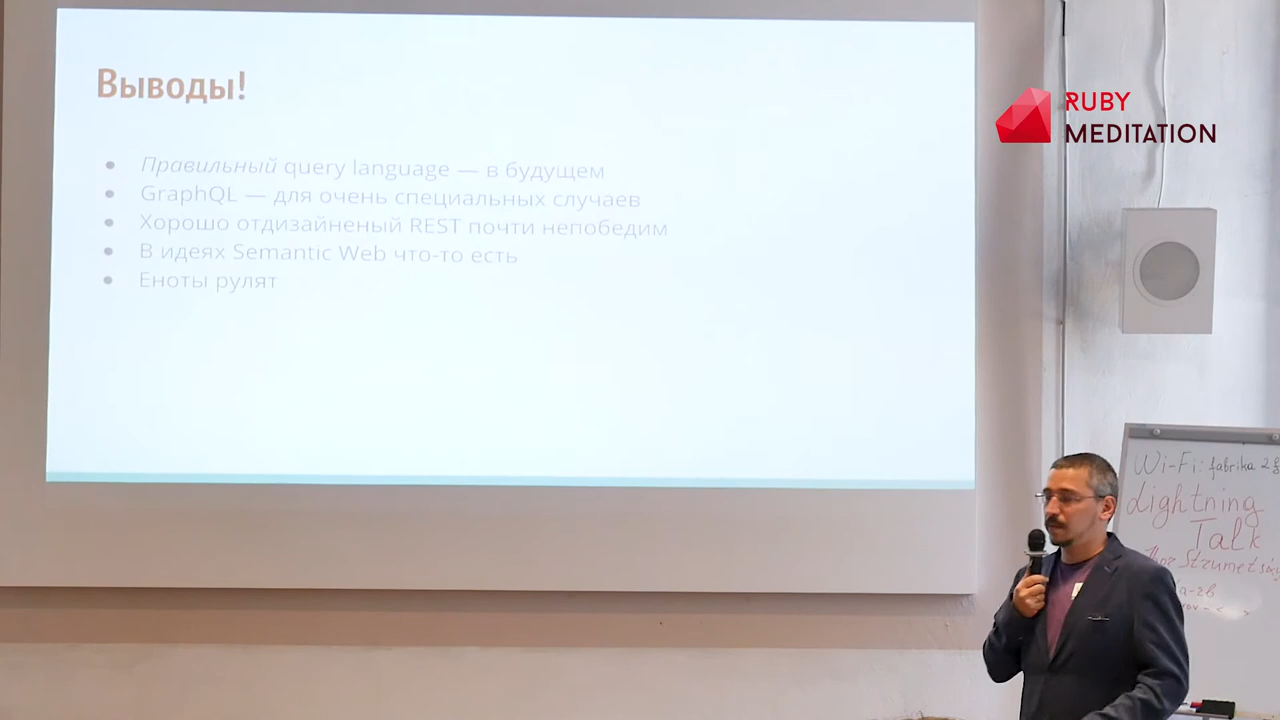 Выводы!
Правильный query language — в будущем
GraphQL — для очень специальных случаев
Хорошо отдизайненый REST почти непобедим
В идеях Semantic Web что-то есть
Еноты рулят
RUBY
MEDITATION
Wi-Fi: fabrika
Lightning
Talk